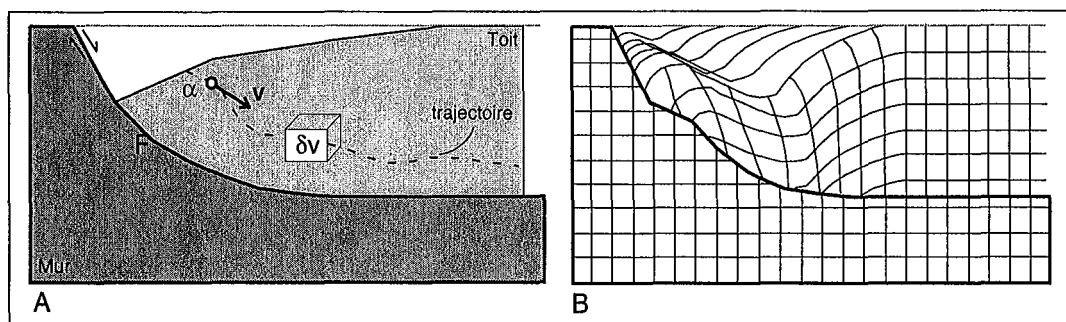 Toit
α
v
trajectoire
F
δv
Mur
A
B